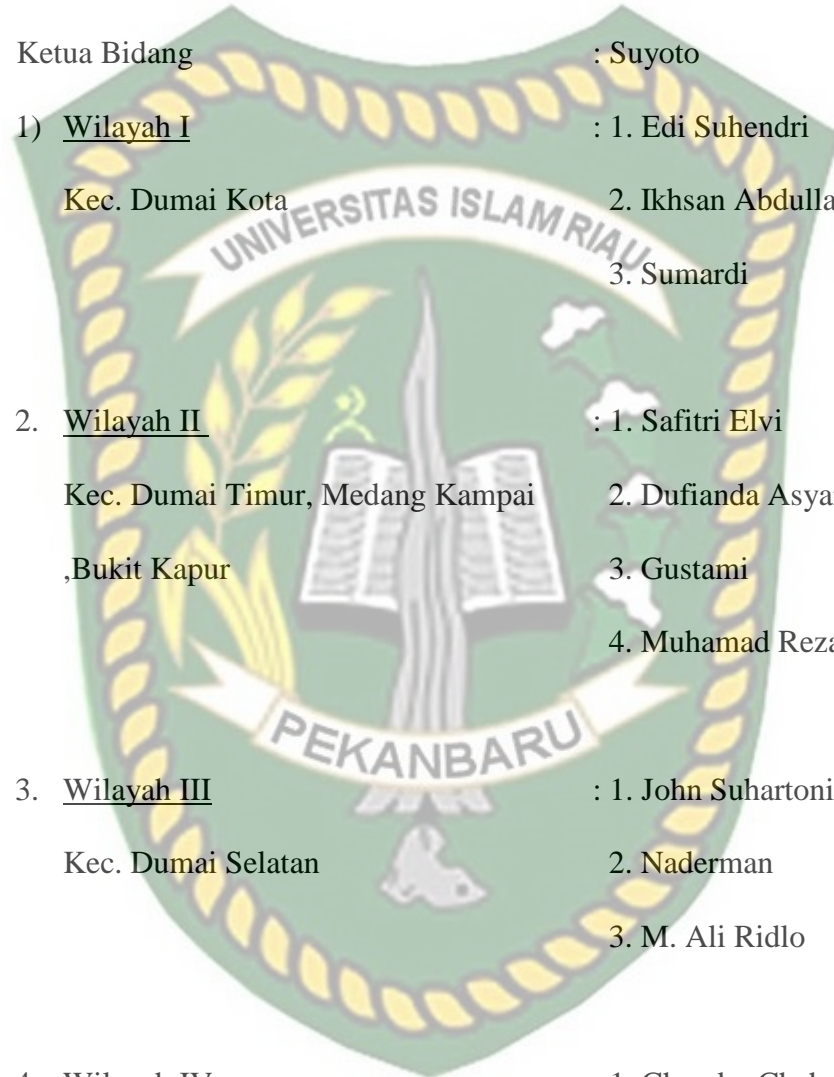 Ketua Bidang : Suyoto
1) Wilayah I : 1. Edi Suhendri
Kec. Dumai Kota 2. Ikhsan
UNIVERSITAS ISLAM RIAU
3. Sumardi
2. Wilayah II : 1. Safitri Elvi
Kec. Dumai Timur, Medang Kampai 2. Dufianda
,Bukit Kapur 3. Gustami
4. Muhamad Reza
PEKANBARU
3. Wilayah III : 1. John Suhartoni
Kec. Dumai Selatan 2. Naderman
3. M. Ali Ridlo